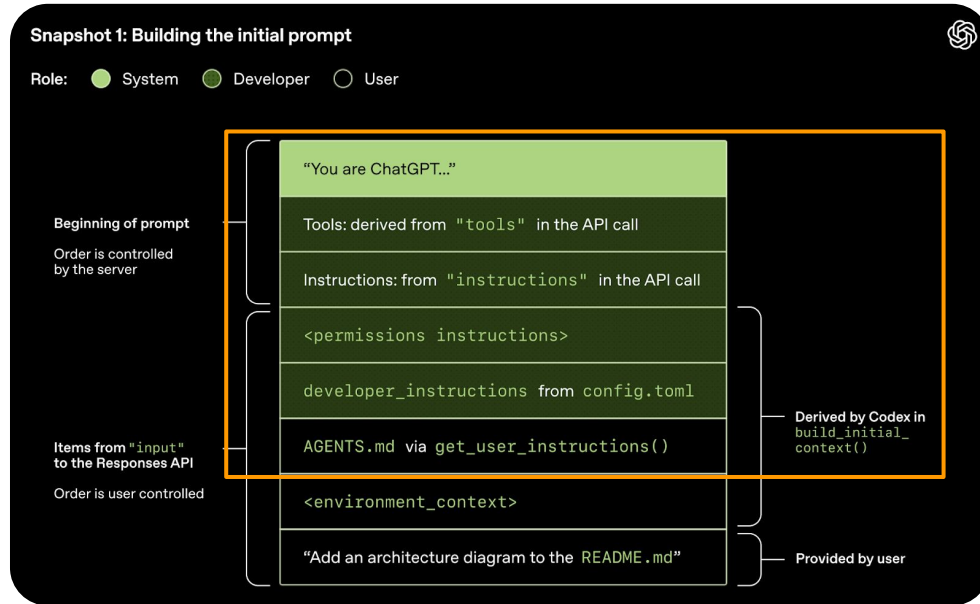 Snapshot 1: Building the initial prompt
Role: System Developer User
“You are ChatGPT...”
Beginning of prompt
Order is controlled
by the server
Tools: derived from "tools" in the API call
Instructions: from "instructions" in the API call
<permissions instructions>
developer_instructions from config.toml
AGENTS.md via get_user_instructions()
Items from "input"
to the Responses API
Order is user controlled
Derived by Codex in
build_initial_
context()
<environment_context>
“Add an architecture diagram to the README.md”
Provided by user